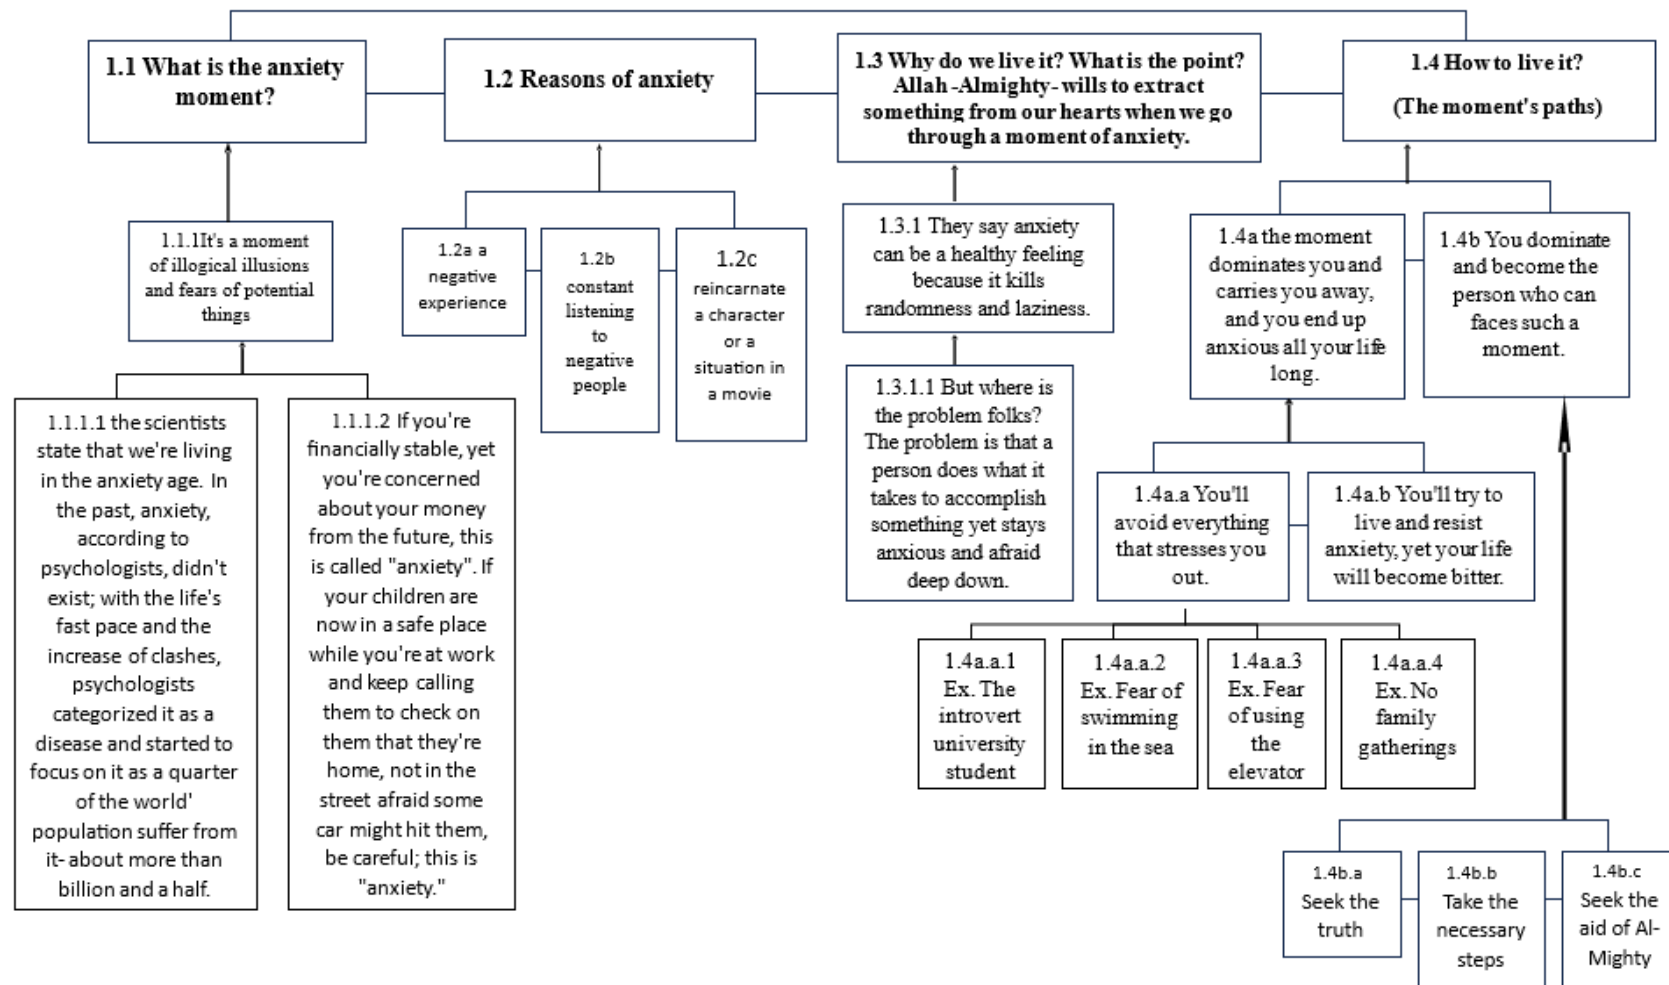 1.1 What is the anxiety
moment?
1.2 Reasons of anxiety
1.3 Why do we live it? What is the point?
Allah -Almighty- wills to extract
something from our hearts when we go
through a moment of anxiety.
1.4 How to live it?
(The moment's paths)
1.1.1It's a moment
of illogical illusions
and fears of potential
things
1.2a a
negative
experience
1.2b
constant
listening
to
negative
people
1.2c
reincarnate
a character
or a
situation in
a movie
1.3.1 They say anxiety
can be a healthy feeling
because it kills
randomness and laziness.
1.4a the moment
dominates you and
carries you away,
and you end up
anxious all your life
long.
1.4b You dominate
and become the
person who can
faces such a
moment.
1.1.1.1 the scientists
state that we're living
in the anxiety age. In
the past, anxiety,
according to
psychologists, didn't
exist; with the life's
fast pace and the
increase of clashes,
psychologists
categorized it as a
disease and started to
focus on it as a quarter
of the world'
population suffer from
it- about more than
billion and a half.
1.1.1.2 If you're
financially stable, yet
you're concerned
about your money
from the future, this
is called "anxiety". If
your children are
now in a safe place
while you're at work
and keep calling
them to check on
them that they're
home, not in the
street afraid some
car might hit them,
be careful; this is
"anxiety."
1.3.1.1 But where is
the problem folks?
The problem is that a
person does what it
takes to accomplish
something yet stays
anxious and afraid
deep down.
1.4a.a You'll
avoid everything
that stresses you
out.
1.4a.b You'll try to
live and resist
anxiety, yet your life
will become bitter.
1.4a.a.1
Ex. The
introvert
university
student
1.4a.a.2
Ex. Fear of
swimming
in the sea
1.4a.a.3
Ex. Fear
of using
the
elevator
1.4a.a.4
Ex. No
family
gatherings
1.4b.a
Seek the
truth
1.4b.b
Take the
necessary
steps
1.4b.c
Seek the
aid of Al-
Mighty